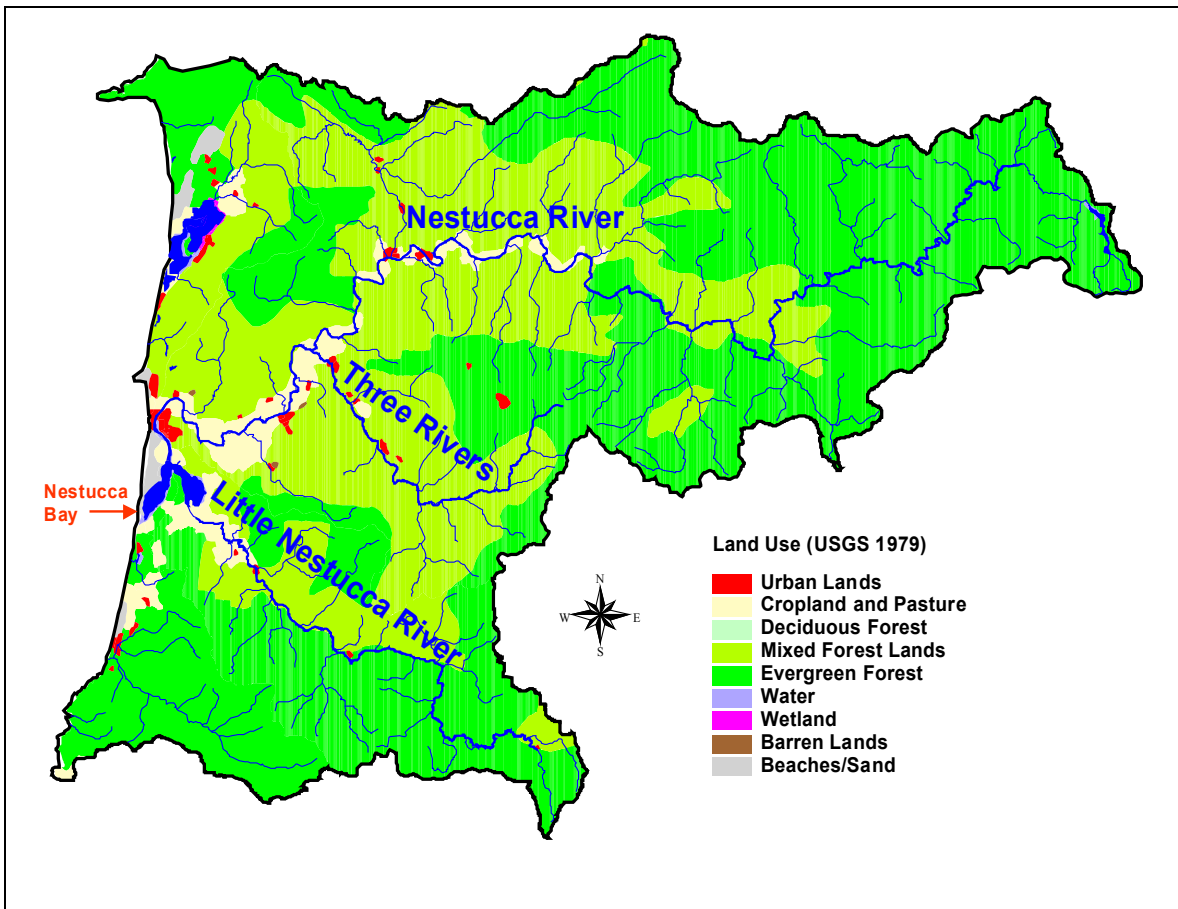 Nestucca River
Three Rivers
Nestucca
Bay
Little Nestucca River
Land Use (USGS 1979)
N
W E
S
Urban Lands
Cropland and Pasture
Deciduous Forest
Mixed Forest Lands
Evergreen Forest
Water
Wetland
Barren Lands
Beaches/Sand